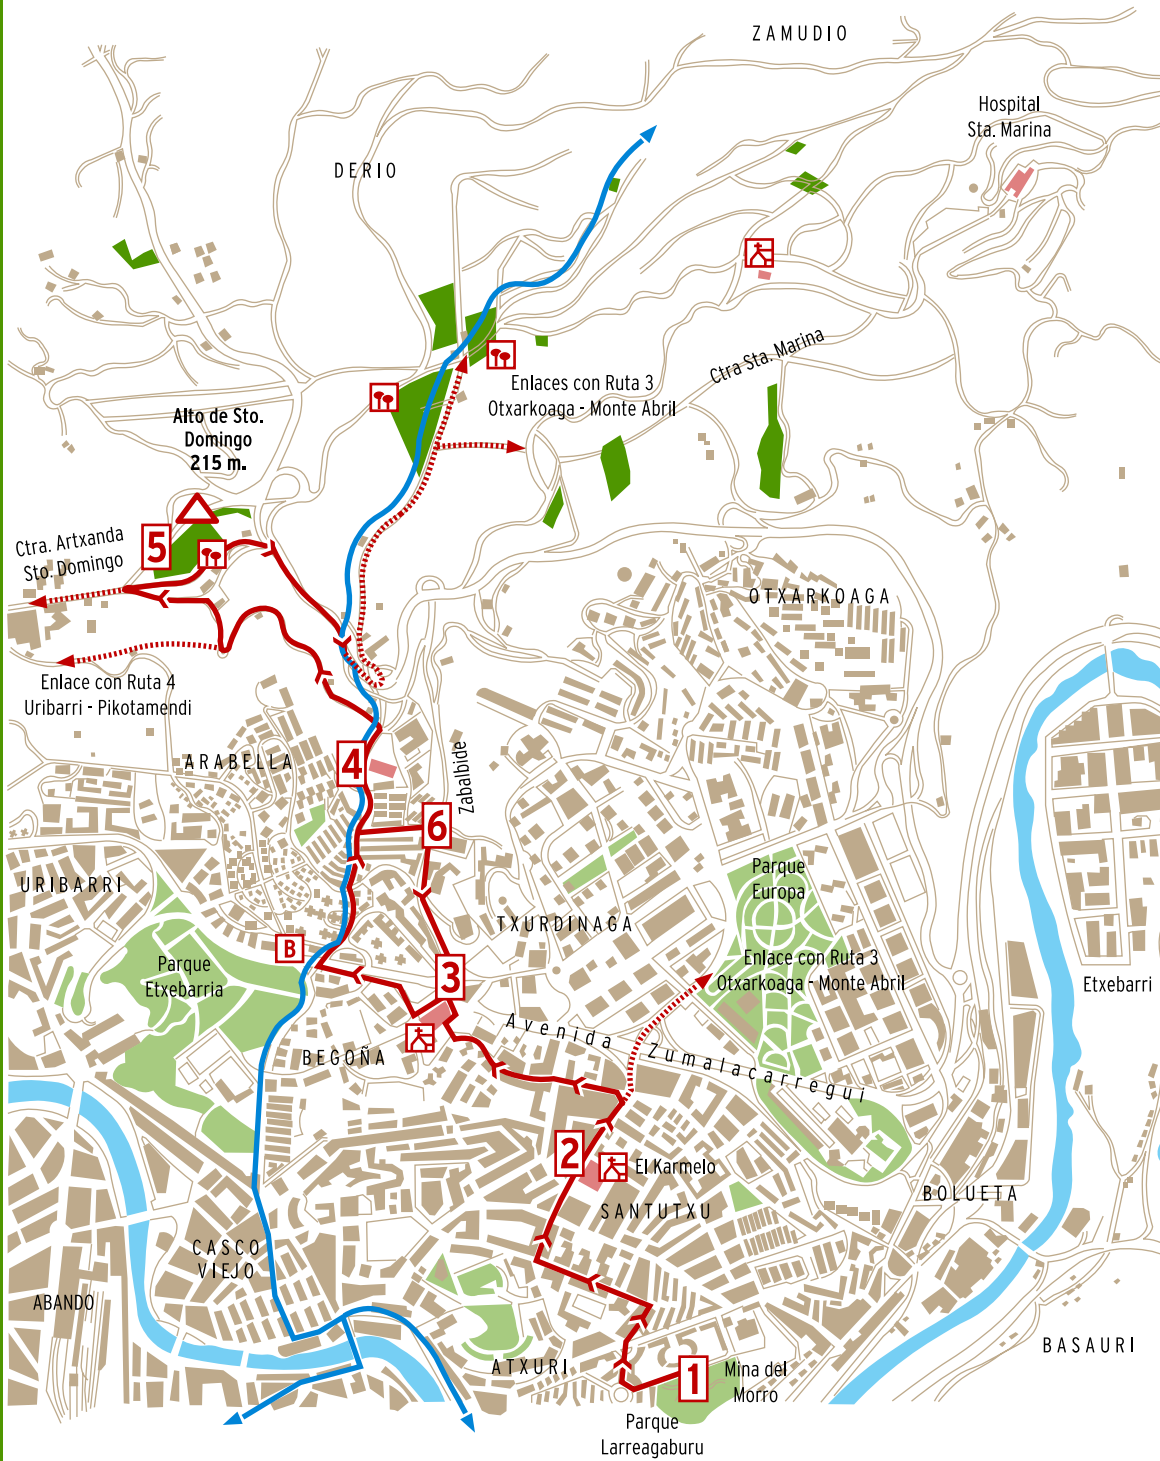 ZAMUDIO
Hospital
Sta. Marina
DERIO
Ctra Sta. Marina
Enlaces con Ruta 3
Otxarkoaga - Monte Abril
Alto de Sto.
Domingo
215 m.
5
Ctra. Artxanda
Sto. Domingo
OTXARKOAGA
Enlace con Ruta 4
Uribarri - Pikotamendi
ARABELLA
4
Zabalbide
6
URIBARRI
Parque
Europa
TXURDINAGA
B
Parque
Etxebarria
3
Enlace con Ruta 3
Otxarkoaga - Monte Abril
Etxebarri
Avenida Zumalacarregui
BEGOÑA
2
El Karmelo
SANTUTXU
BOLUETA
CASCO
VIEJO
ABANDO
BASAURI
ATXURI
1
Mina del
Morro
Parque
Larreagaburu